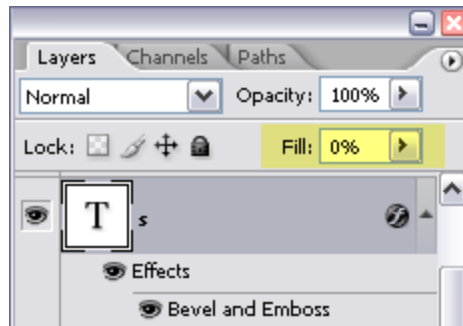 Layers Channels Paths
Normal Opacity: 100%
Lock: Fill: 0%
T s
Effects
Bevel and Emboss